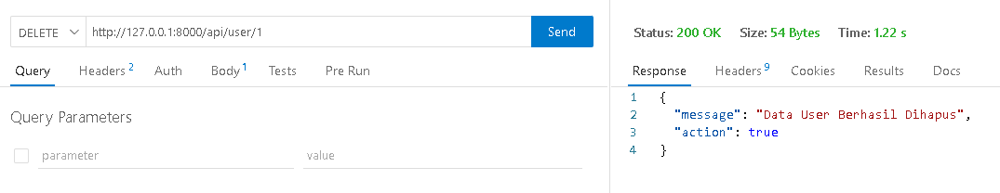 DELETE http://127.0.0.1:8000/api/user/1 Send
Query Headers 2 Auth Body 1 Tests Pre Run
Query Parameters
parameter value
Status: 200 OK Size: 54 Bytes Time: 1.22 s
Response Headers 9 Cookies Results Docs
1 {
2 "message": "Data User Berhasil Dihapus",
3 "action": true
4 }